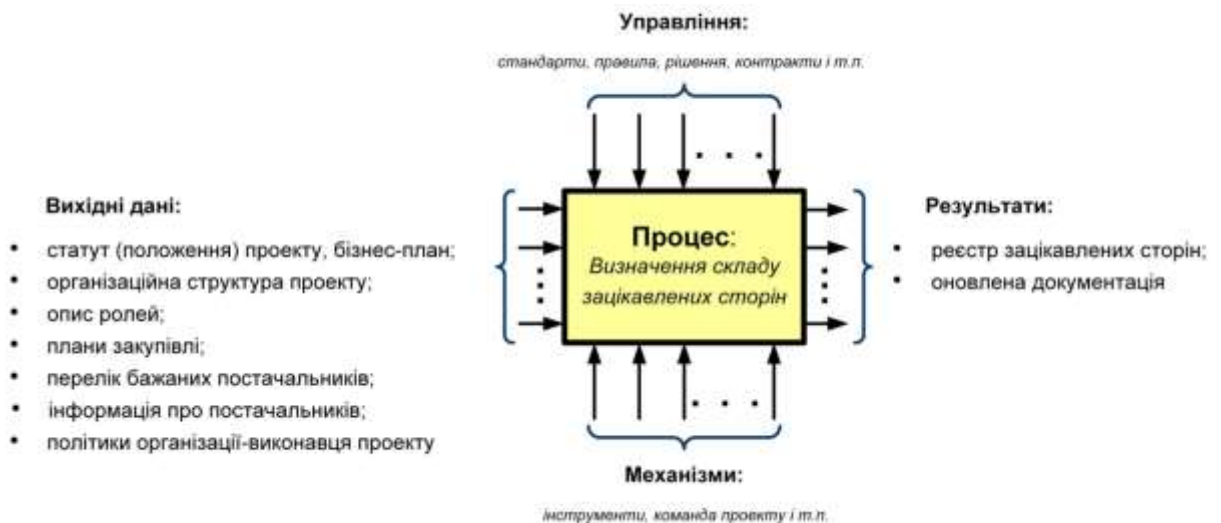 Управління:
стандарти, правила, рішення, контракти і т.п.
Вихідні дані:
• статут (положення) проекту, бізнес-план;
• організаційна структура проекту;
• опис ролей;
• плани закупівлі;
• перелік бажаних постачальників;
• інформація про постачальників;
• політики організації-виконавця проекту
Процес:
Визначення складу
зацікавлених сторін
Результати:
▪ реєстр зацікавлених сторін;
• оновлена документація
Механізми:
інструменти, команда проекту і т.п.